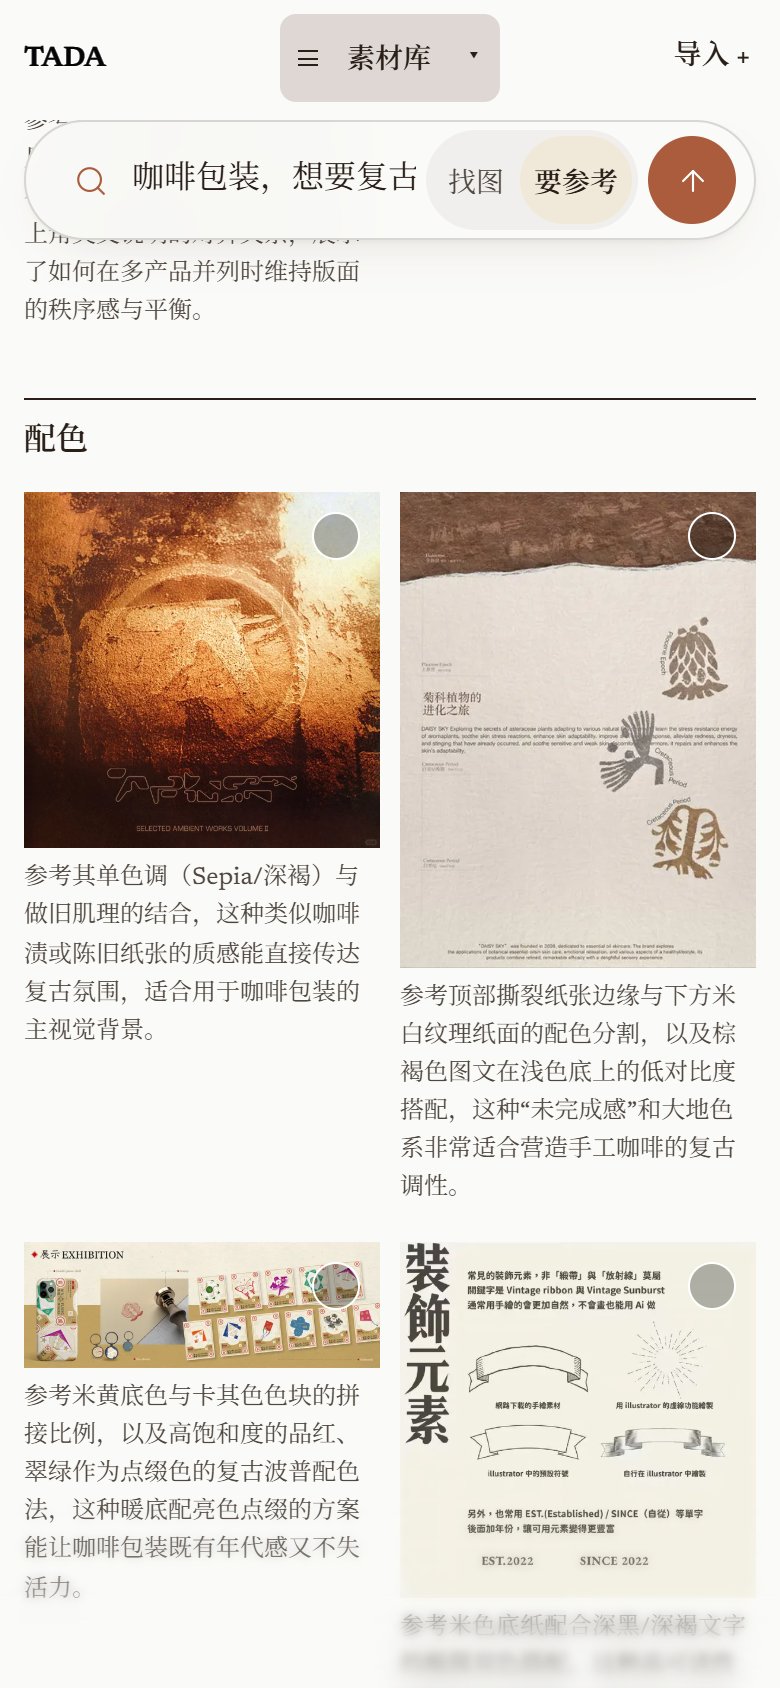 TADA
素材库
导入 +
咖啡包装，想要复古
找图
要参考
了如何在多产品并列时维持版面
的秩序感与平衡。
配色
SELECTED AMBIENT WORKS VOLUME II
参考其单色调（Sepia/深褐）与
做旧肌理的结合，这种类似咖啡
渍或陈旧纸张的质感能直接传达
复古氛围，适合用于咖啡包装的
主视觉背景。
菊科植物的
进化之旅
Cretaceous Period
参考顶部撕裂纸张边缘与下方米
白纹理纸面的配色分割，以及棕
褐色图文在浅色底上的低对比度
搭配，这种“未完成感”和大地色
系非常适合营造手工咖啡的复古
调性。
展示 EXHIBITION
参考米黄底色与卡其色色块的拼
接比例，以及高饱和度的品红、
翠绿作为点缀色的复古波普配色
法，这种暖底配亮色点缀的方案
能让咖啡包装既有年代感又不失
活力。
裝飾元素
常見的裝飾元素，非「緞帶」與「放射線」莫屬
關鍵字是 Vintage ribbon 與 Vintage Sunburst
通常用手繪的會更加自然，不會畫也能用 Ai 做
網路下載的手繪素材
用 illustrator 的虛線功能繪製
illustrator 中的預設符號
自行在 illustrator 中繪製
另外，也常用 EST.(Established) / SINCE（自從）等單字
後面加年份，讓可用元素變得更豐富
EST.2022
SINCE 2022
参考米色底纸配合深黑/深褐文字